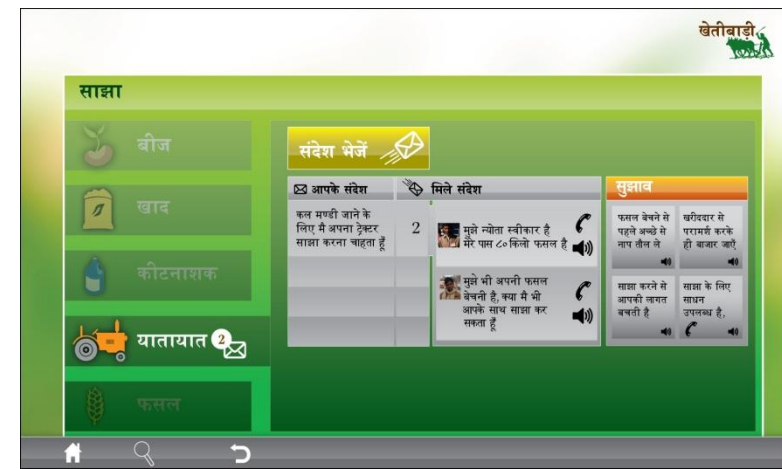 खेतीबाड़ी
साझा
बीज
खाद
कीटनाशक
यातायात 2
फसल
संदेश भेजें
आपके संदेश
मिले संदेश
कल मण्डी जाने के
लिए मै अपना ट्रेक्टर
साझा करना चाहता हूँ
2
मुझे न्योता स्वीकार है
मेरे पास ८० किलो फसल है
मुझे भी अपनी फसल
बेचनी है, क्या मै भी
आपके साथ साझा कर
सकता हूँ
सुझाव
फसल बेचने से
पहले अच्छे से
नाप तौल ले
खरीददार से
परामर्श करके
ही बाजार जाएँ
साझा करने से
आपकी लागत
बचती है
साझा के लिए
साधन
उपलब्ध है,